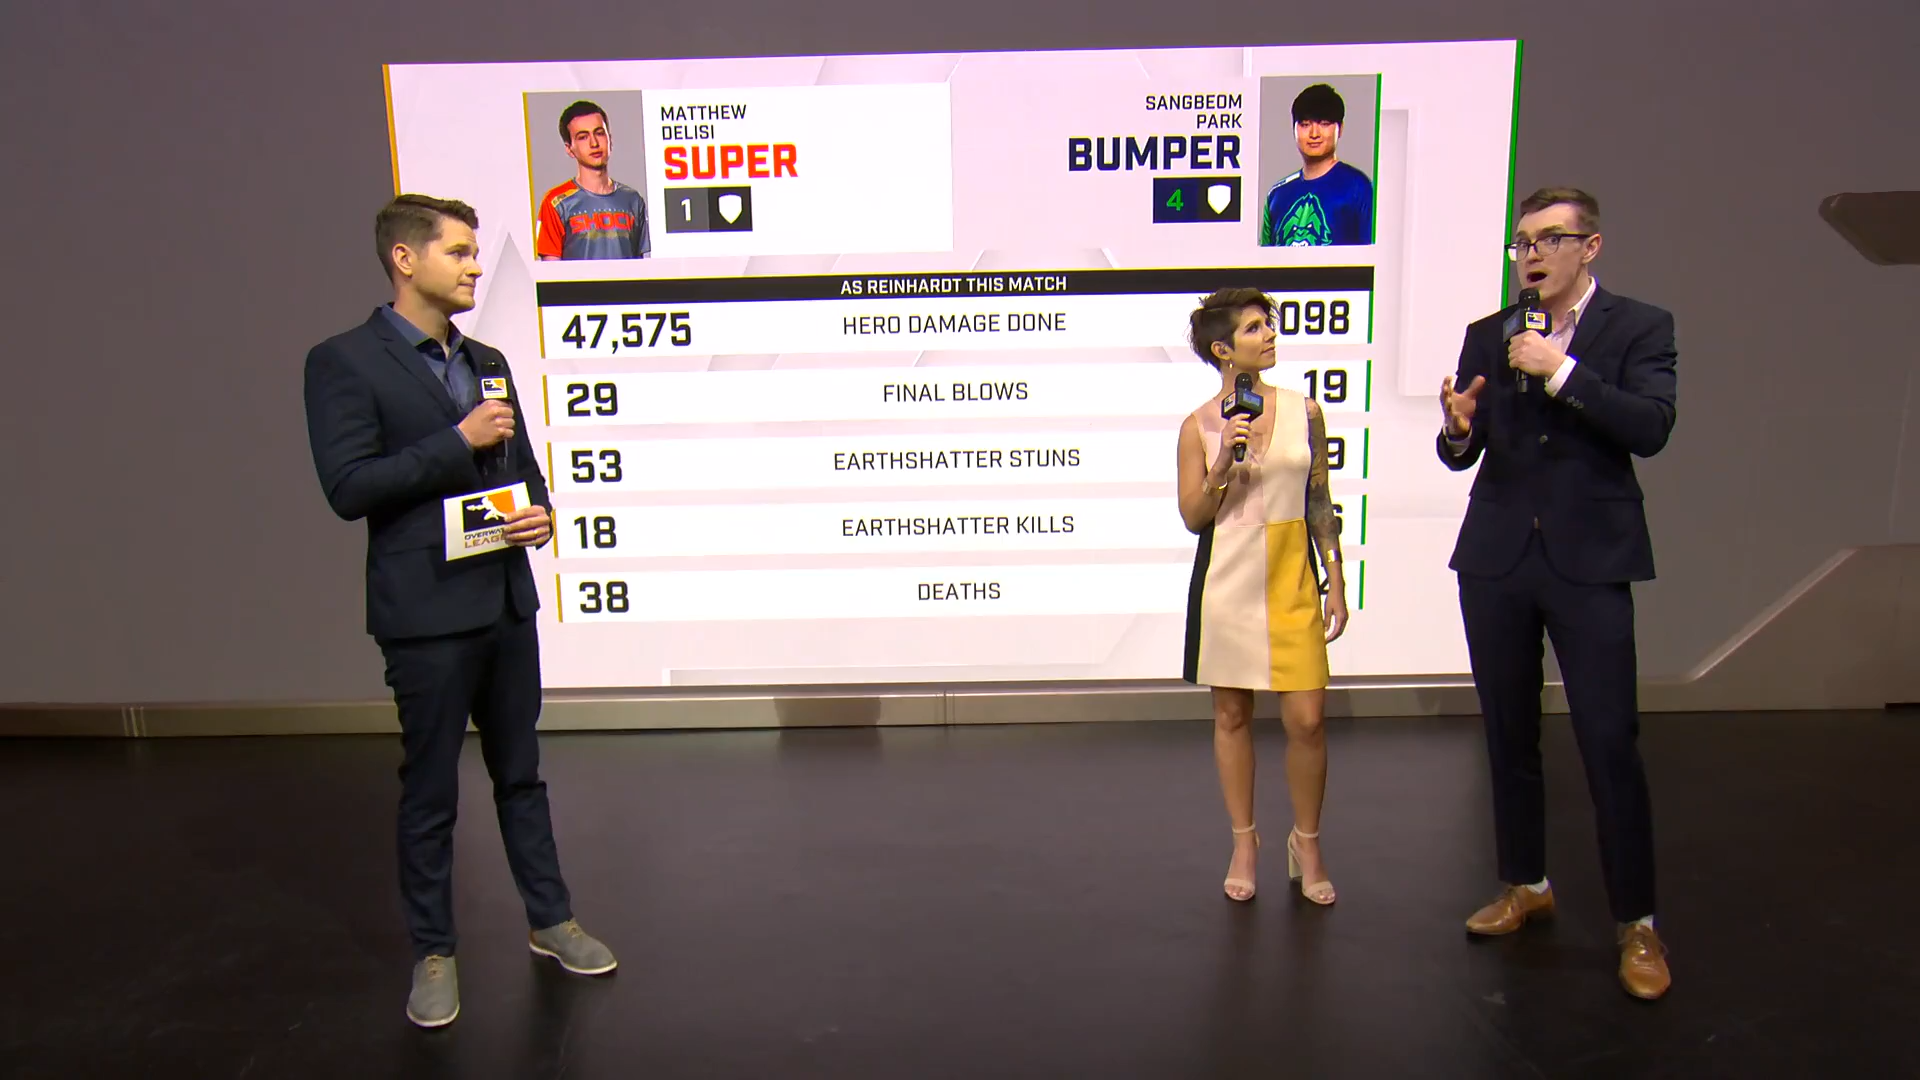 MATTHEW
DELISI
SUPER
1
SHOCK
SANGBEOM
PARK
BUMPER
4
AS REINHARDT THIS MATCH
47,575 HERO DAMAGE DONE 098
29 FINAL BLOWS 19
53 EARTHSHATTER STUNS 9
18 EARTHSHATTER KILLS
38 DEATHS
LEAGUE